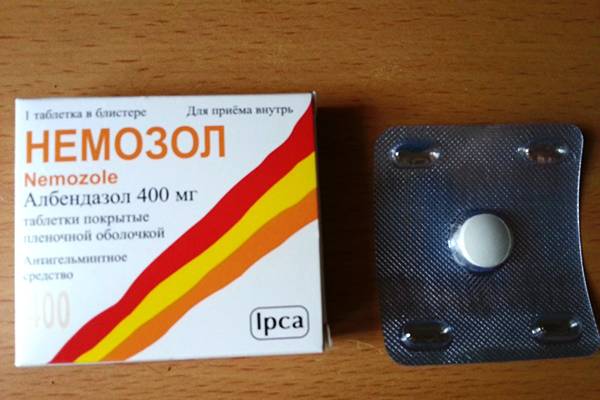 1 таблетка в блистере Для приёма внутрь
НЕМОЗОЛ
Nemozole
Албендазол 400 мг
таблетки покрытые
пленочной оболочкой
Антигельминтное
средство
400
Ipca